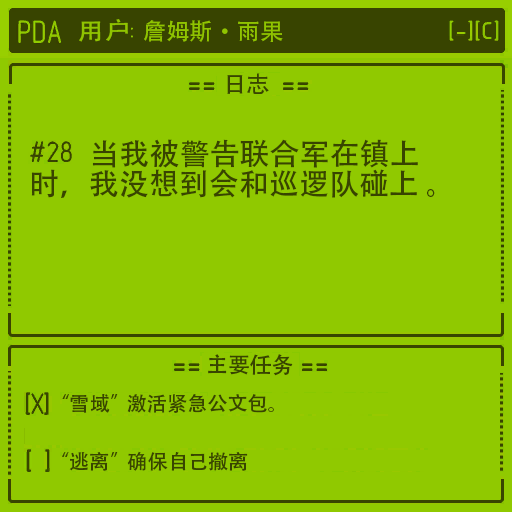 PDA 用户: 詹姆斯·雨果 [-][C]
== 日志 ==
#28 当我被警告联合军在镇上
时, 我没想到会和巡逻队碰上。
== 主要任务 ==
[X] “雪域” 激活紧急公文包。
[ ] “逃离” 确保自己撤离